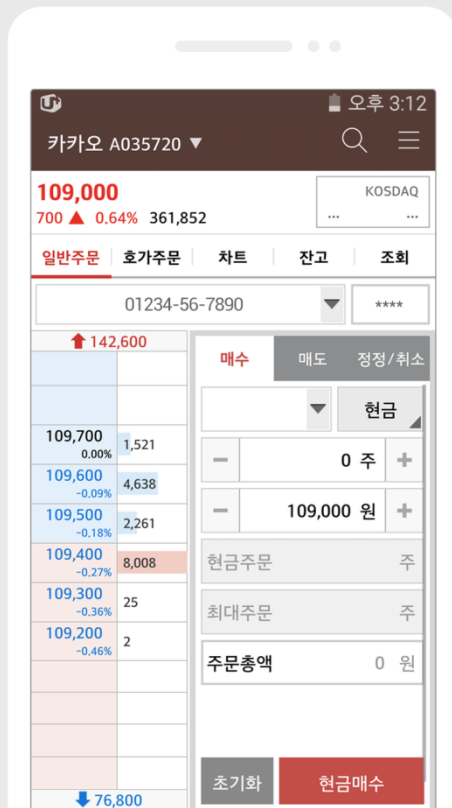 오후 3:12
카카오 A035720 ▼
109,000
700 ▲ 0.64% 361,852
KOSDAQ
... ...
일반주문 호가주문 차트 잔고 조회
01234-56-7890 ▼ ****
142,600
매수 매도 정정/취소
현금
109,700
0.00%
1,521
0 주
109,600
-0.09%
4,638
109,500
-0.18%
2,261
109,000 원
109,400
-0.27%
8,008
현금주문 주
109,300
-0.36%
25
최대주문 주
109,200
-0.46%
2
주문총액 0 원
초기화 현금매수
76,800